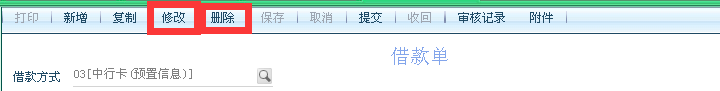 打印 新增 复制 修改 删除 保存 取消 提交 收回 审核记录 附件
借款单
借款方式 03[中行卡(预置信息)]